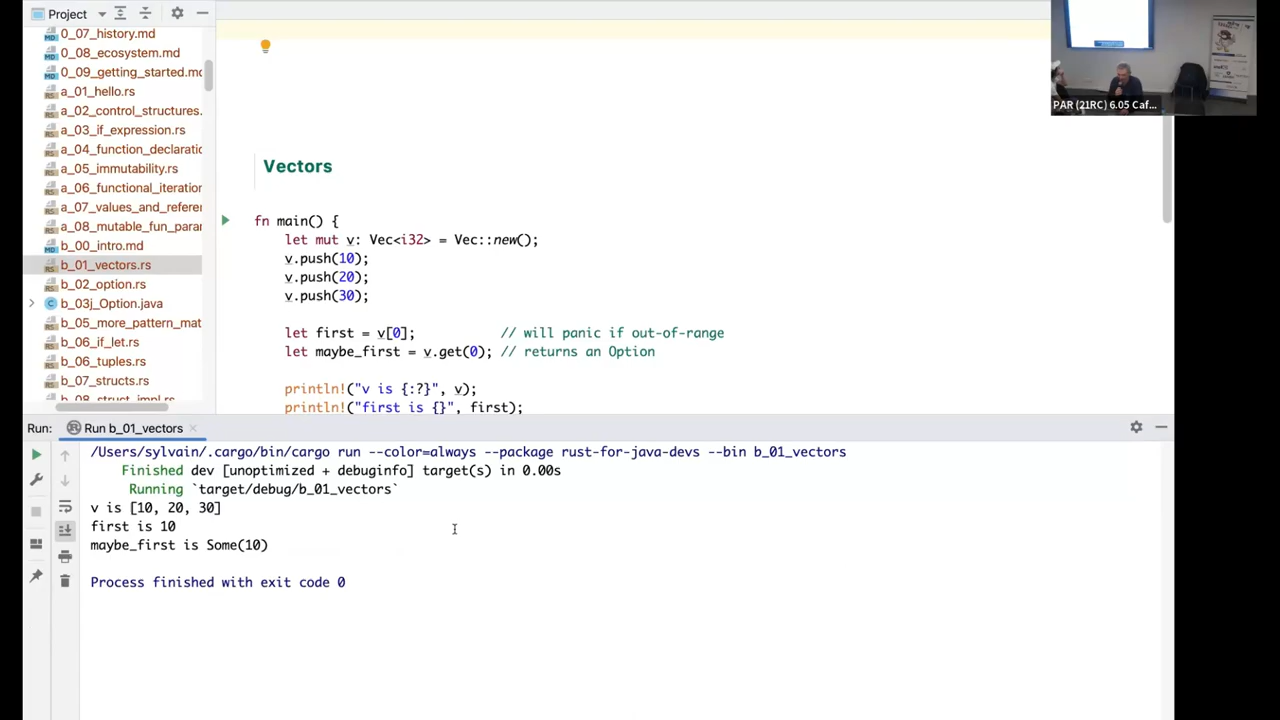 Project
0_07_history.md
0_08_ecosystem.md
0_09_getting_started.md
a_01_hello.rs
a_02_control_structures.
a_03_if_expression.rs
a_04_function_declaratio
a_05_immutability.rs
a_06_functional_iteration
a_07_values_and_referen
a_08_mutable_fun_param
b_00_intro.md
b_01_vectors.rs
b_02_option.rs
b_03j_Option.java
b_05_more_pattern_mat
b_06_if_let.rs
b_06_tuples.rs
b_07_structs.rs
b_08_struct_impl.rs
Vectors
fn main() {
let mut v: Vec<i32> = Vec::new();
v.push(10);
v.push(20);
v.push(30);
let first = v[0]; // will panic if out-of-range
let maybe_first = v.get(0); // returns an Option
println!("v is {:?}", v);
println!("first is {}", first);
PAR (21RC) 6.05 Caf...
Run: Run b_01_vectors
/Users/sylvain/.cargo/bin/cargo run --color=always --package rust-for-java-devs --bin b_01_vectors
Finished dev [unoptimized + debuginfo] target(s) in 0.00s
Running `target/debug/b_01_vectors`
v is [10, 20, 30]
first is 10
maybe_first is Some(10)
Process finished with exit code 0